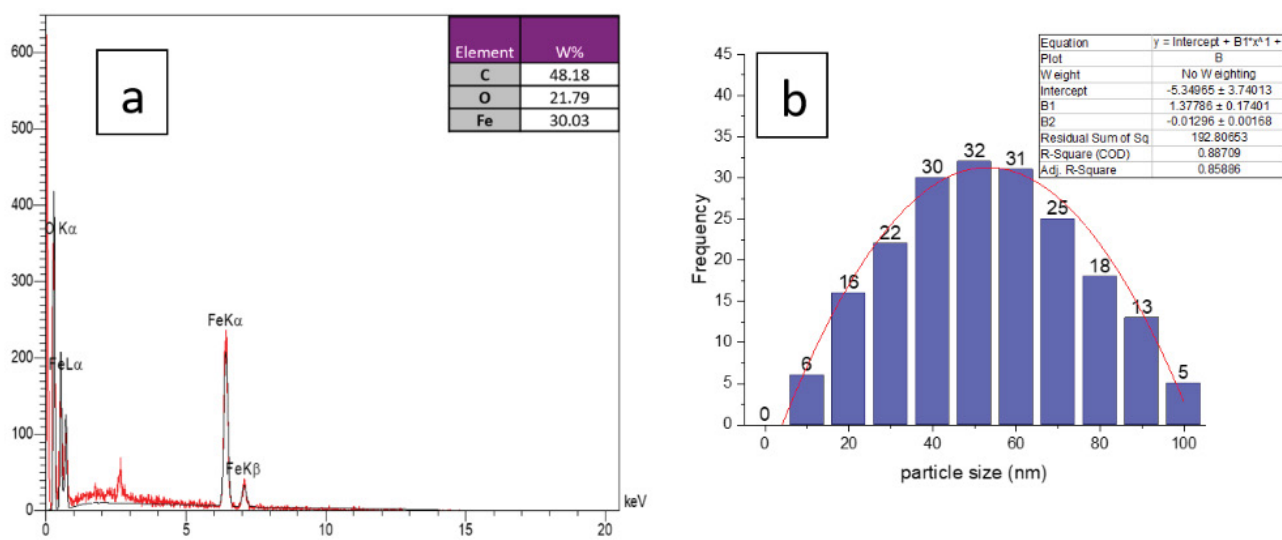 a
Element W%
C 48.18
O 21.79
Fe 30.03
600
500
400
300
200
100
0
O Kα
FeLα
FeKα
FeKβ
keV
0 5 10 15 20
b
Equation y = Intercept + B1*x^1 +
Plot B
Weight No Weighting
Intercept -5.34965 ± 3.74013
B1 1.37786 ± 0.17401
B2 -0.01296 ± 0.00168
Residual Sum of Sq 192.80653
R-Square (COD) 0.88709
Adj. R-Square 0.85886
45
40
35
30
25
20
15
10
5
0
Frequency
0 6 16 22 30 32 31 25 18 13 5
0 20 40 60 80 100
particle size (nm)